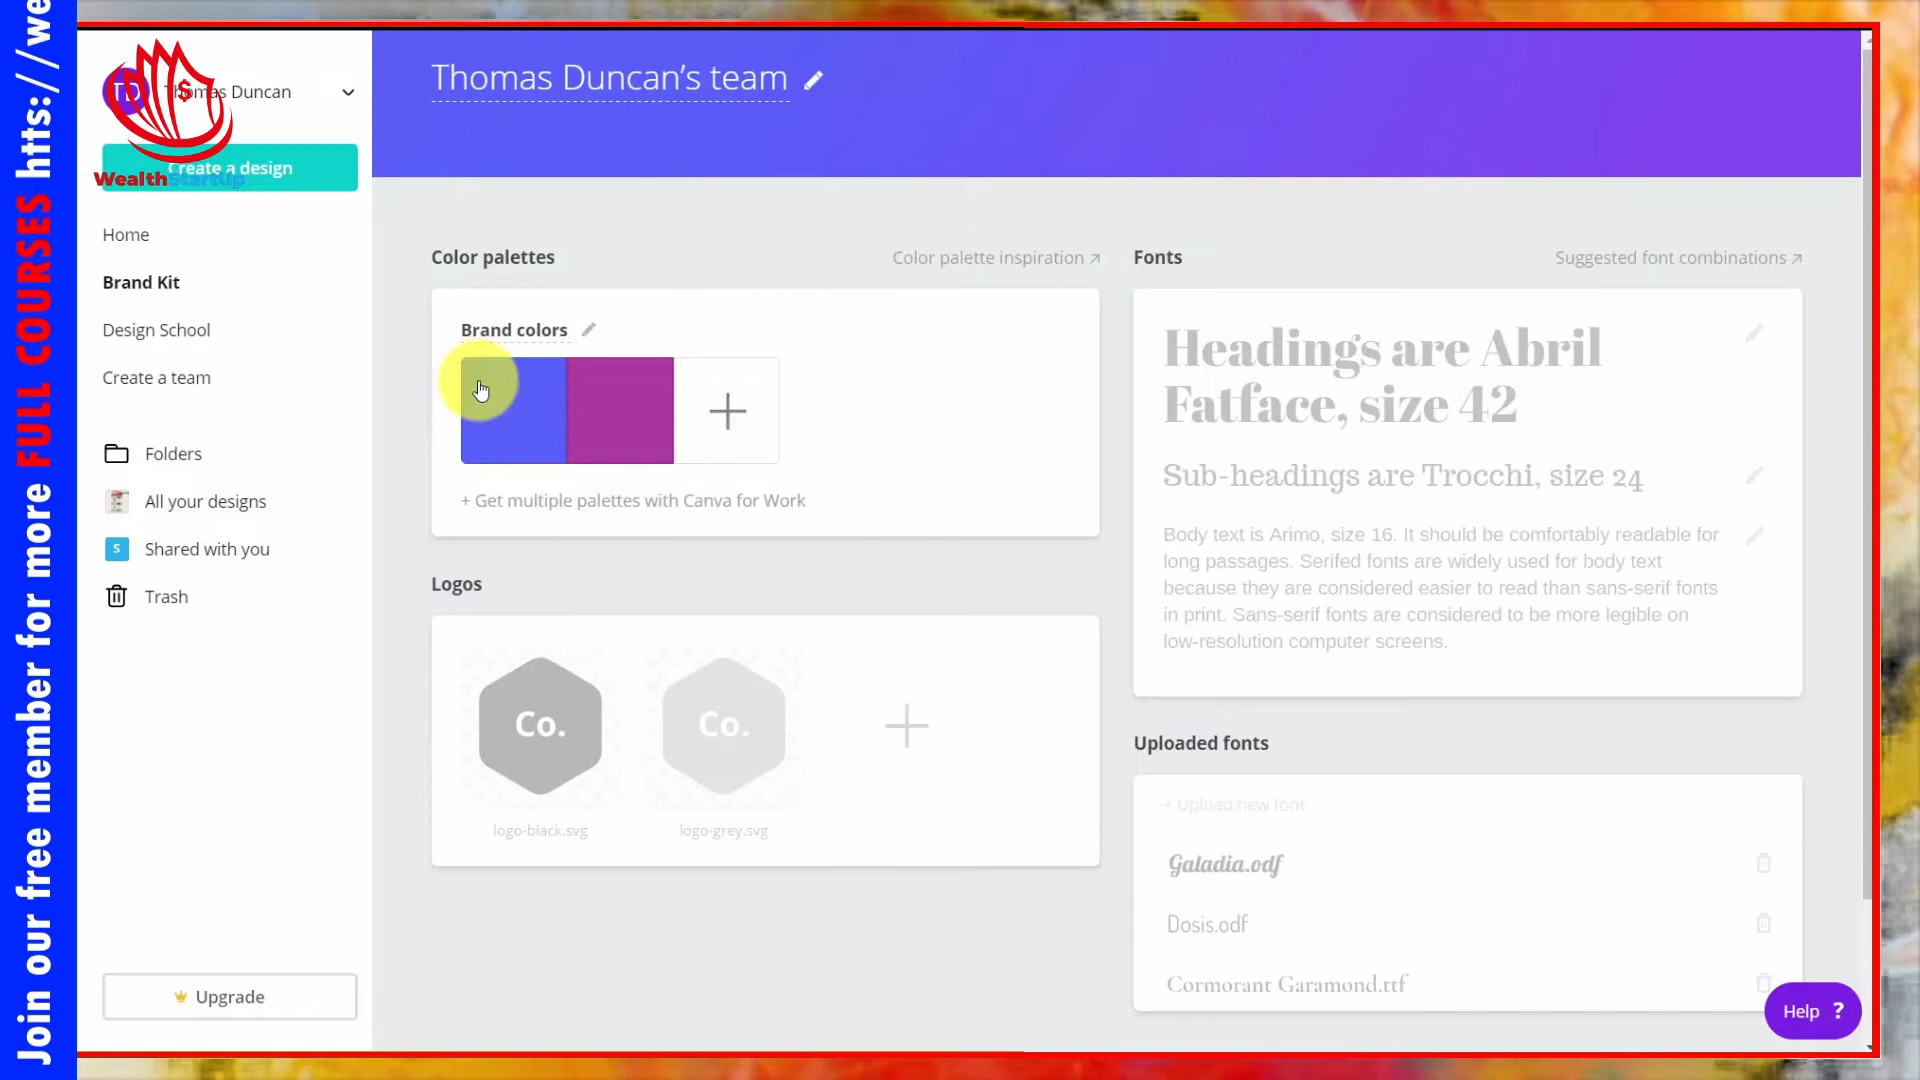 Join our free member for more FULL COURSES htts://we
TD
Thomas Duncan
Create a design
WealthStartUp
Home
Brand Kit
Design School
Create a team
Folders
All your designs
S
Shared with you
Trash
Upgrade
Thomas Duncan's team
Color palettes
Color palette inspiration
Brand colors
+ Get multiple palettes with Canva for Work
Logos
Co.
Co.
logo-black.svg
logo-grey.svg
Fonts
Suggested font combinations
Headings are Abril
Fatface, size 42
Sub-headings are Trocchi, size 24
Body text is Arimo, size 16. It should be comfortably readable for
long passages. Serifed fonts are widely used for body text
because they are considered easier to read than sans-serif fonts
in print. Sans-serif fonts are considered to be more legible on
low-resolution computer screens.
Uploaded fonts
+ Upload new font
Galadia.odf
Dosis.odf
Cormorant Garamond.ttf
Help ?